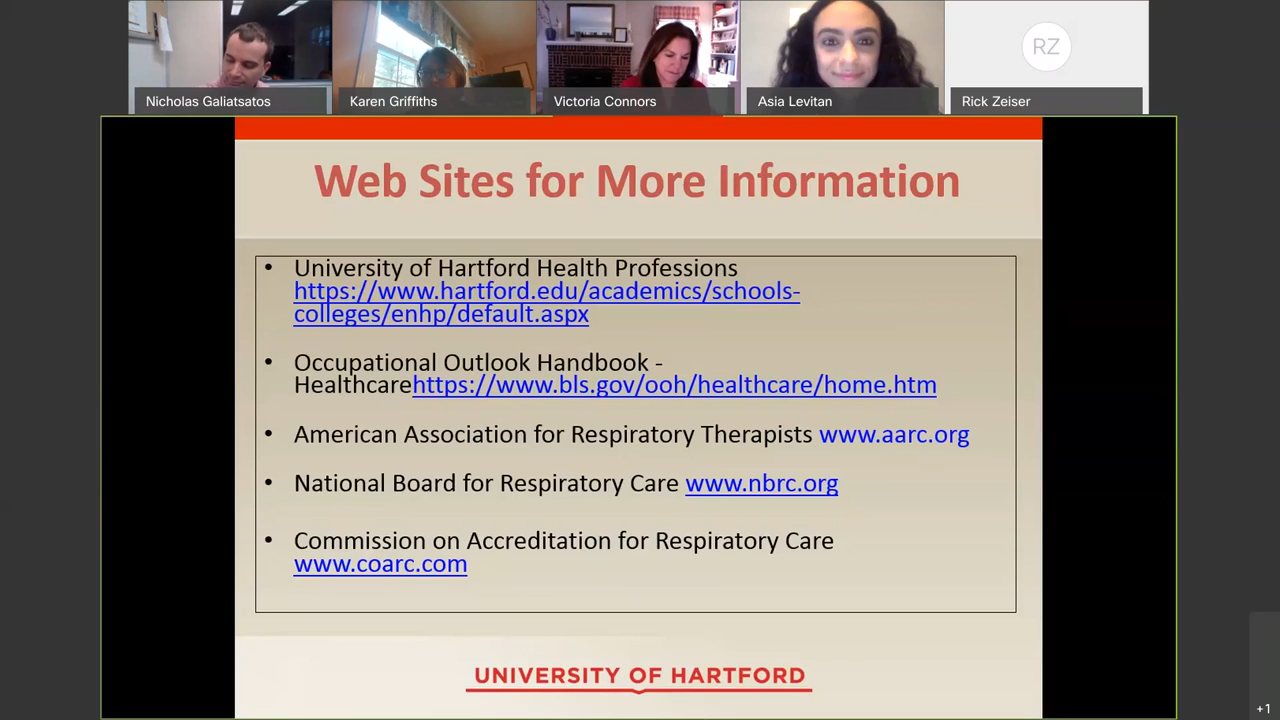 RZ
Nicholas Galiatsatos
Karen Griffiths
Victoria Connors
Asia Levitan
Rick Zeiser
Web Sites for More Information
• University of Hartford Health Professions
https://www.hartford.edu/academics/schools-
colleges/enhp/default.aspx
• Occupational Outlook Handbook -
Healthcarehttps://www.bls.gov/ooh/healthcare/home.htm
• American Association for Respiratory Therapists www.aarc.org
• National Board for Respiratory Care www.nbrc.org
• Commission on Accreditation for Respiratory Care
www.coarc.com
UNIVERSITY OF HARTFORD
+1